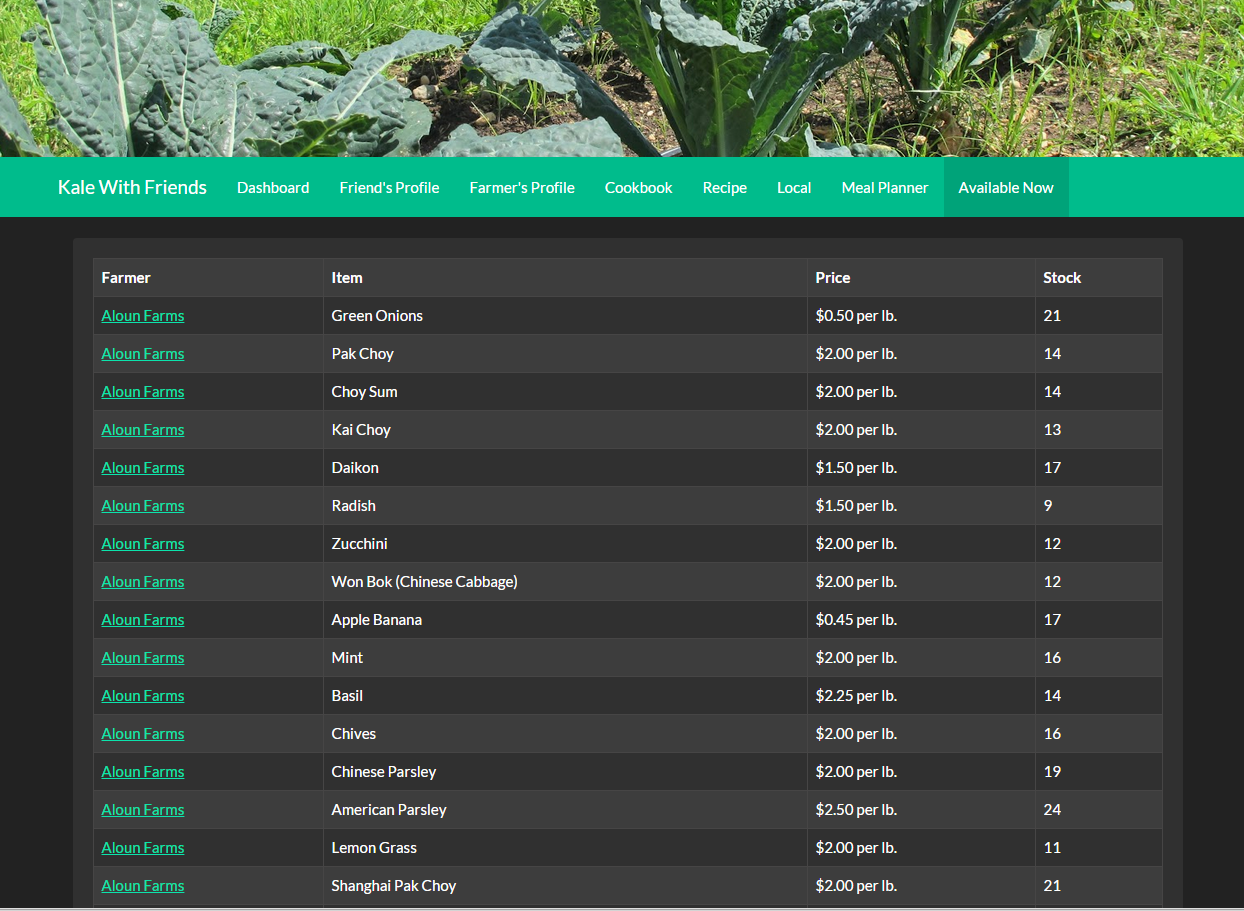 Kale With Friends Dashboard Friend's Profile Farmer's Profile Cookbook Recipe Local Meal Planner Available Now
Farmer Item Price Stock
Aloun Farms Green Onions $0.50 per lb. 21
Aloun Farms Pak Choy $2.00 per lb. 14
Aloun Farms Choy Sum $2.00 per lb. 14
Aloun Farms Kai Choy $2.00 per lb. 13
Aloun Farms Daikon $1.50 per lb. 17
Aloun Farms Radish $1.50 per lb. 9
Aloun Farms Zucchini $2.00 per lb. 12
Aloun Farms Won Bok (Chinese Cabbage) $2.00 per lb. 12
Aloun Farms Apple Banana $0.45 per lb. 17
Aloun Farms Mint $2.00 per lb. 16
Aloun Farms Basil $2.25 per lb. 14
Aloun Farms Chives $2.00 per lb. 16
Aloun Farms Chinese Parsley $2.00 per lb. 19
Aloun Farms American Parsley $2.50 per lb. 24
Aloun Farms Lemon Grass $2.00 per lb. 11
Aloun Farms Shanghai Pak Choy $2.00 per lb. 21